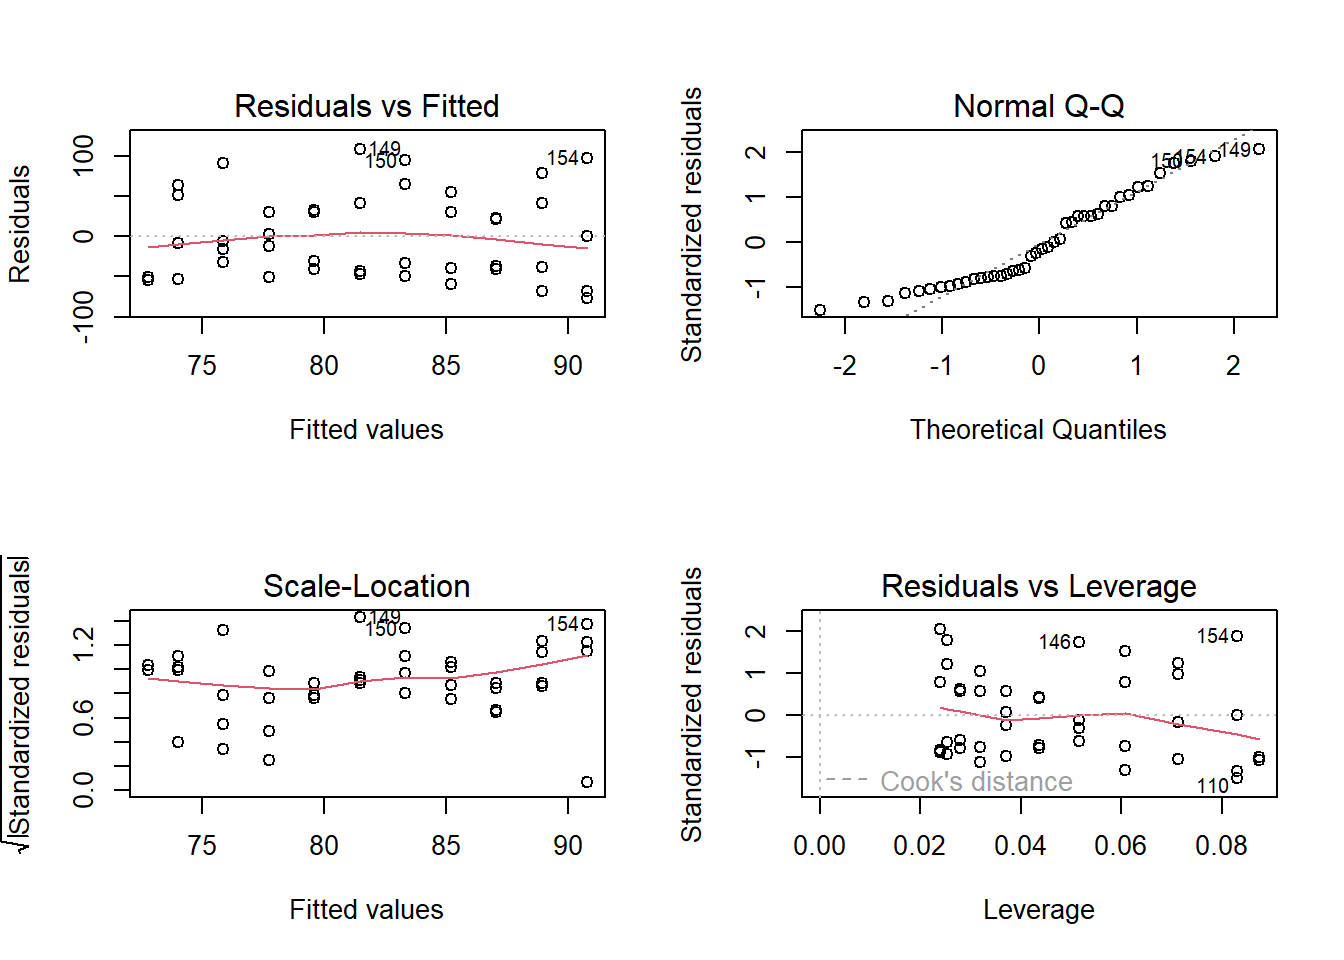 Residuals vs Fitted
Residuals
-100 0 100
149
150
154
75 80 85 90
Fitted values
Normal Q-Q
Standardized residuals
-1 0 1 2
150 154 149
-2 -1 0 1 2
Theoretical Quantiles
Scale-Location
√|Standardized residuals|
0.0 0.6 1.2
149
150
154
75 80 85 90
Fitted values
Residuals vs Leverage
Standardized residuals
-1 0 1 2
146
154
110
Cook's distance
0.00 0.02 0.04 0.06 0.08
Leverage